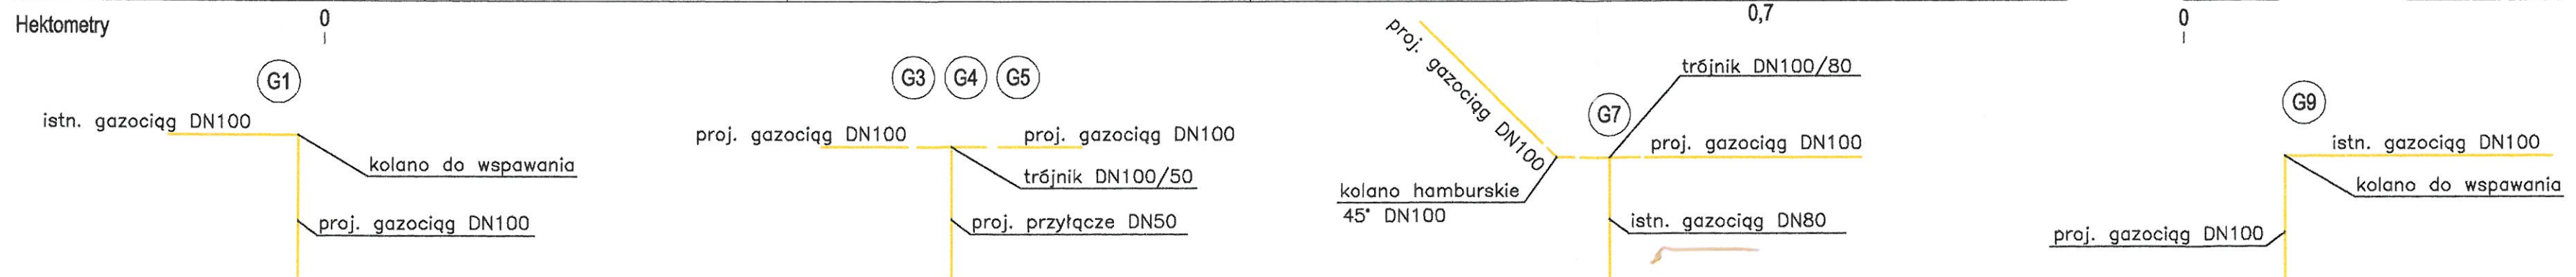 Hektometry
0
0,7
0
G1
istn. gazociąg DN100
kolano do wspawania
proj. gazociąg DN100
G3 G4 G5
proj. gazociąg DN100
proj. gazociąg DN100
trójnik DN100/50
proj. przyłącze DN50
proj. gazociąg DN100
G7
trójnik DN100/80
proj. gazociąg DN100
kolano hamburskie
45° DN100
istn. gazociąg DN80
G9
istn. gazociąg DN100
kolano do wspawania
proj. gazociąg DN100